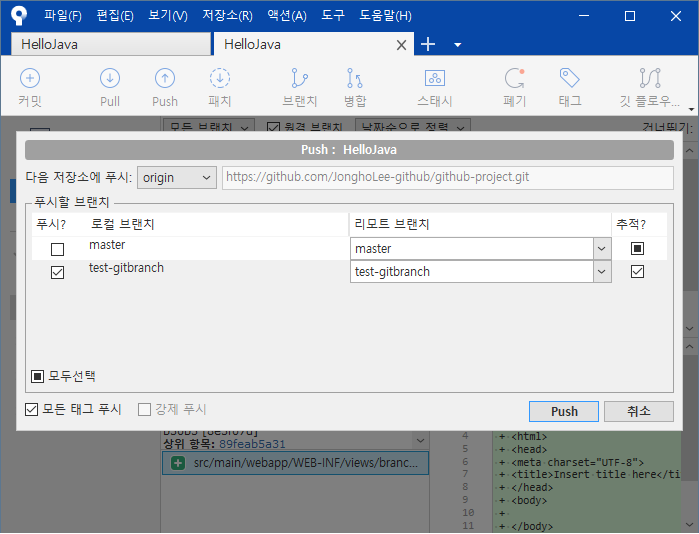 파일(F) 편집(E) 보기(V) 저장소(R) 액션(A) 도구 도움말(H)
HelloJava HelloJava
커밋 Pull Push 패치 브랜치 병합 스태시 폐기 태그 깃 플로우...
모든 브랜치 원격 브랜치 날짜순으로 정렬 건너뛰기:
Push : HelloJava
다음 저장소에 푸시: origin https://github.com/JonghoLee-github/github-project.git
푸시할 브랜치
푸시? 로컬 브랜치 리모트 브랜치 추적?
master master
test-gitbranch test-gitbranch
모두선택
모든 태그 푸시 강제 푸시 Push 취소
상위 항목: 89feab5a31
src/main/webapp/WEB-INF/views/branc...
4 + <html>
5 + <head>
6 + <meta charset="UTF-8">
7 + <title>Insert title here</ti
8 + </head>
9 + <body>
10 +
11 + </body>